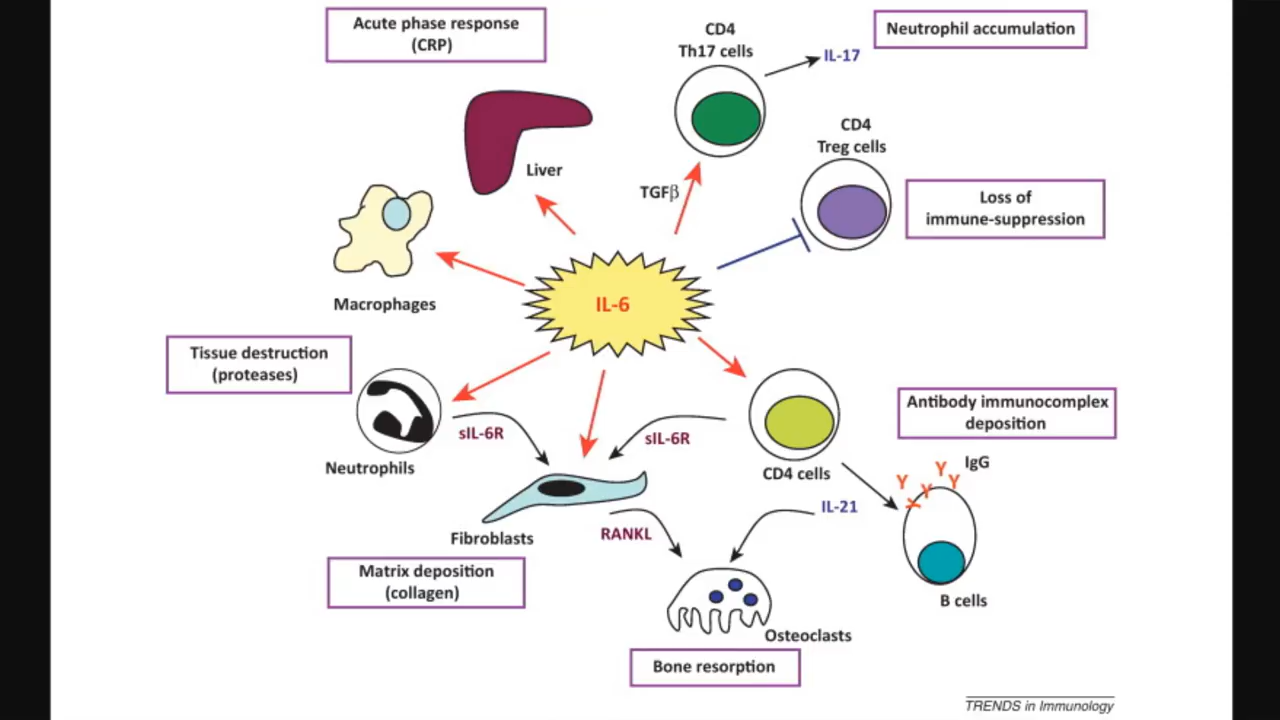 Acute phase response
(CRP)
CD4
Th17 cells
IL-17
Neutrophil accumulation
CD4
Treg cells
Liver
TGFβ
Loss of
immune-suppression
Macrophages
IL-6
Tissue destruction
(proteases)
Antibody immunocomplex
deposition
sIL-6R
sIL-6R
Neutrophils
CD4 cells
IgG
Y
Y
Y
Y
Y
IL-21
Fibroblasts
RANKL
Matrix deposition
(collagen)
B cells
Osteoclasts
Bone resorption
TRENDS in Immunology